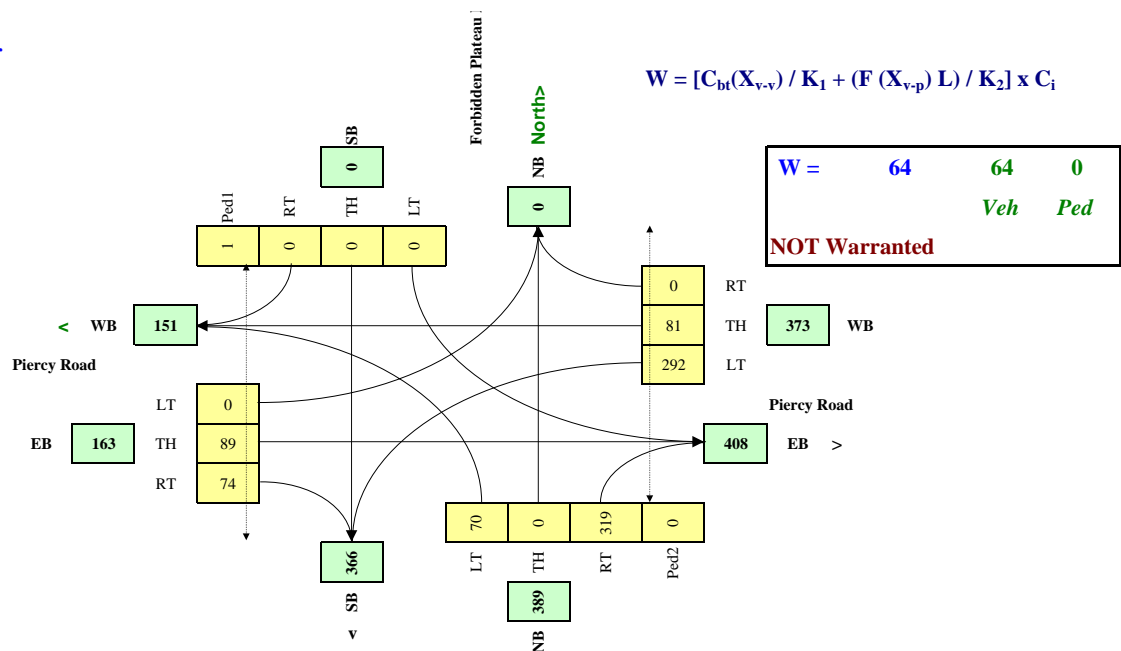 .
Forbidden Plateau
W = [Cbt(Xv-v) / K1 + (F (Xv-p) L) / K2] x Ci
North>
SB
NB
0
W = 64 64 0
Veh Ped
NOT Warranted
Ped1 RT TH LT
0
1 0 0 0
0 RT
< WB 151
81 TH 373 WB
Piercy Road
292 LT
LT 0
Piercy Road
EB 163 TH 89
408 EB >
RT 74
70 0 319 0
366
LT TH RT Ped2
SB
389
v
NB